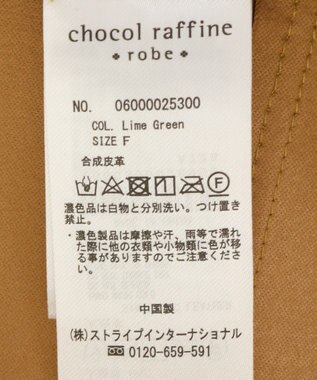 chocol raffine
robe
NO. 06000025300
COL. Lime Green
SIZE F
合成皮革
F
濃色品は白物と分別洗い。つけ置き
禁止。
・濃色製品は摩擦や汗、雨等で濡れ
た際に他の衣類や小物類に色が移
る事がありますのでご注意くださ
い。
中国製
(株)ストライプインターナショナル
0120-659-591